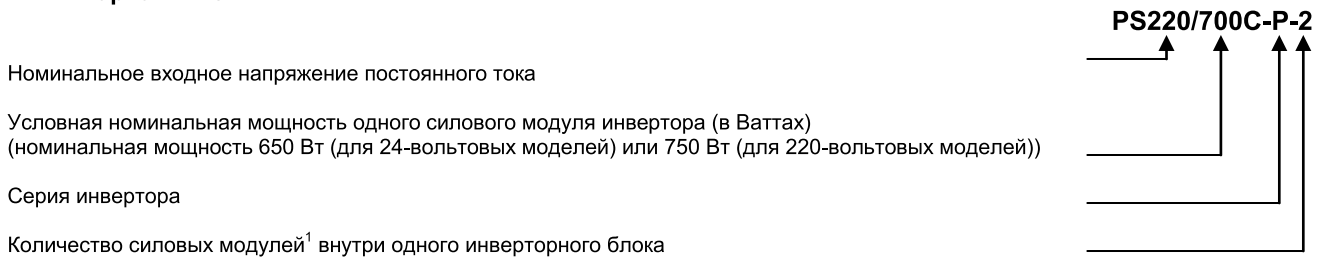 PS220/700C-P-2
Номинальное входное напряжение постоянного тока
Условная номинальная мощность одного силового модуля инвертора (в Ваттах)
(номинальная мощность 650 Вт (для 24-вольтовых моделей) или 750 Вт (для 220-вольтовых моделей))
Серия инвертора
Количество силовых модулей¹ внутри одного инверторного блока